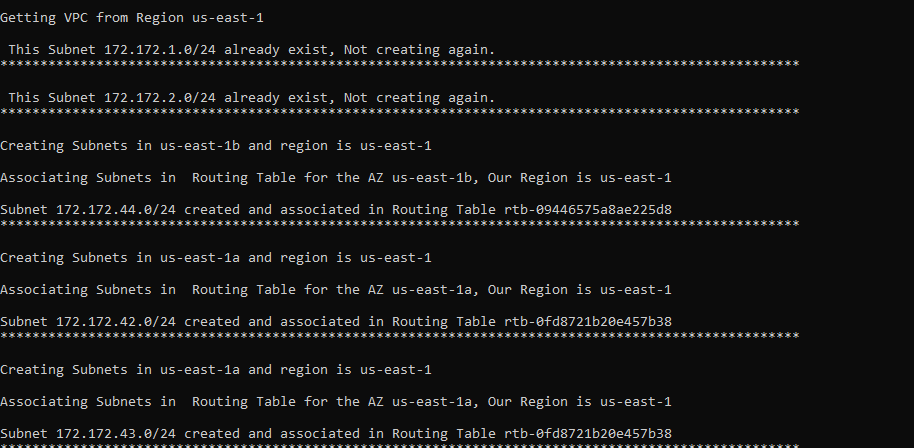 Getting VPC from Region us-east-1
This Subnet 172.172.1.0/24 already exist, Not creating again.
****************************************************************************************************
This Subnet 172.172.2.0/24 already exist, Not creating again.
****************************************************************************************************
Creating Subnets in us-east-1b and region is us-east-1
Associating Subnets in  Routing Table for the AZ us-east-1b, Our Region is us-east-1
Subnet 172.172.44.0/24 created and associated in Routing Table rtb-09446575a8ae225d8
****************************************************************************************************
Creating Subnets in us-east-1a and region is us-east-1
Associating Subnets in  Routing Table for the AZ us-east-1a, Our Region is us-east-1
Subnet 172.172.42.0/24 created and associated in Routing Table rtb-0fd8721b20e457b38
****************************************************************************************************
Creating Subnets in us-east-1a and region is us-east-1
Associating Subnets in  Routing Table for the AZ us-east-1a, Our Region is us-east-1
Subnet 172.172.43.0/24 created and associated in Routing Table rtb-0fd8721b20e457b38
****************************************************************************************************